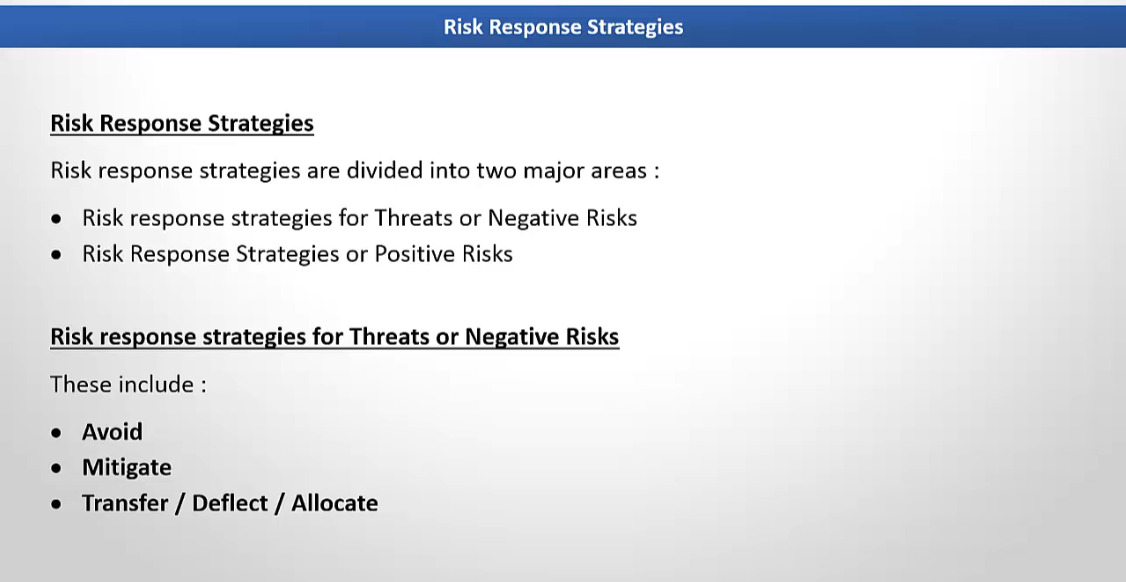 Risk Response Strategies
Risk Response Strategies
Risk response strategies are divided into two major areas :
• Risk response strategies for Threats or Negative Risks
• Risk Response Strategies or Positive Risks
Risk response strategies for Threats or Negative Risks
These include :
• Avoid
• Mitigate
• Transfer / Deflect / Allocate